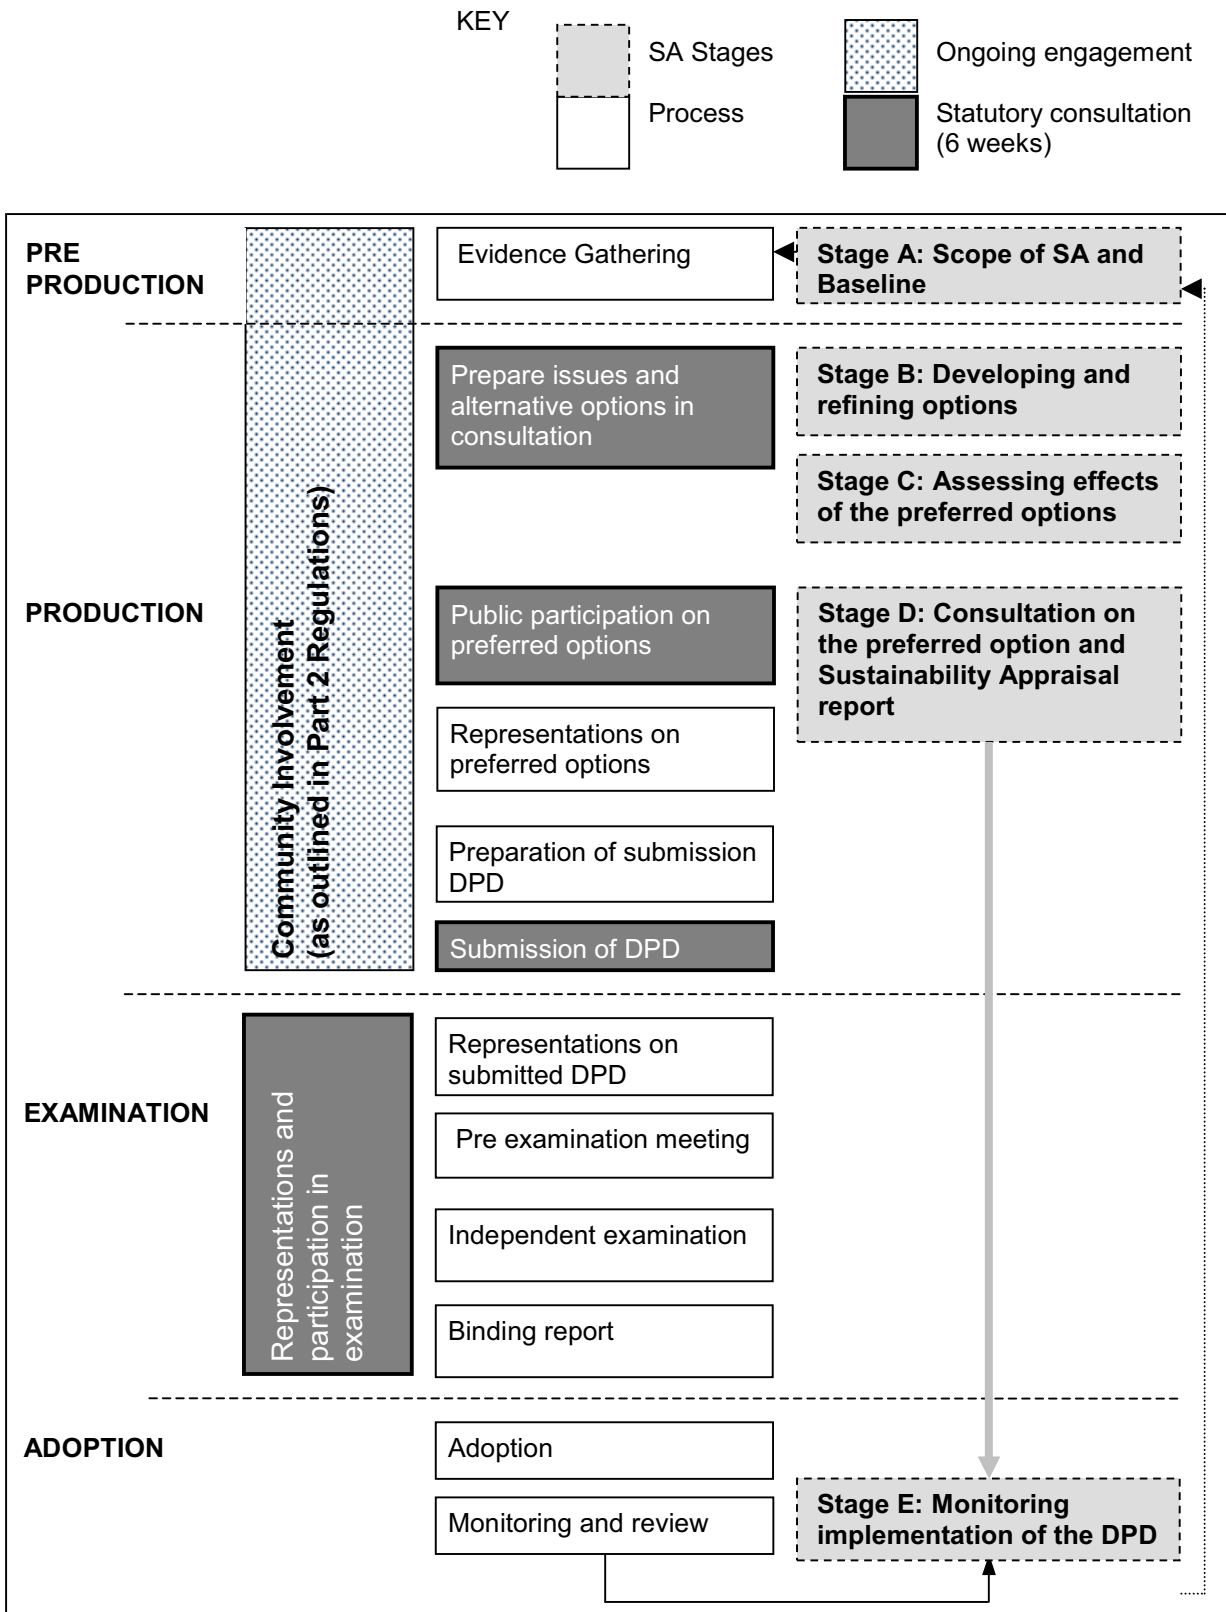 KEY
SA Stages
Process
Ongoing engagement
Statutory consultation
(6 weeks)
PRE
PRODUCTION
Evidence Gathering
Stage A: Scope of SA and
Baseline
Community Involvement
(as outlined in Part 2 Regulations)
Prepare issues and
alternative options in
consultation
Stage B: Developing and
refining options
Stage C: Assessing effects
of the preferred options
PRODUCTION
Public participation on
preferred options
Stage D: Consultation on
the preferred option and
Sustainability Appraisal
report
Representations on
preferred options
Preparation of submission
DPD
Submission of DPD
EXAMINATION
Representations and
participation in
examination
Representations on
submitted DPD
Pre examination meeting
Independent examination
Binding report
ADOPTION
Adoption
Monitoring and review
Stage E: Monitoring
implementation of the DPD